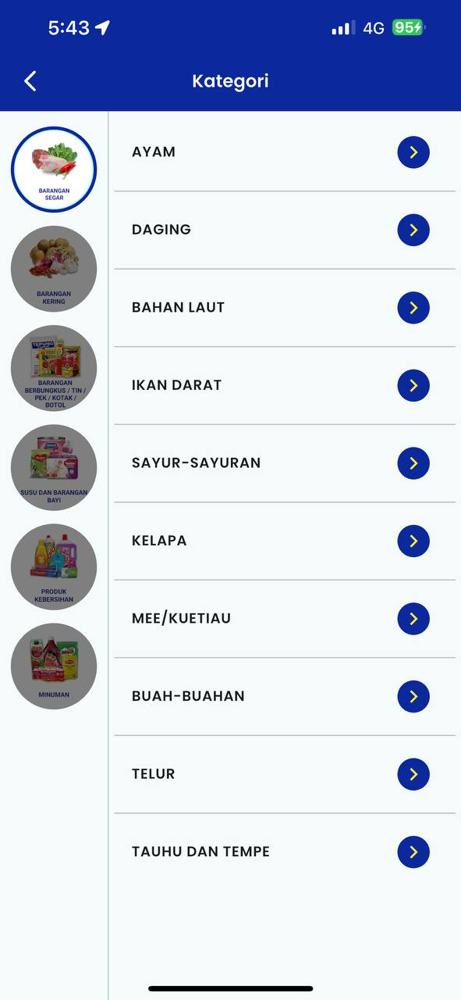 5:43
4G
95
Kategori
BARANGAN
SEGAR
BARANGAN
KERING
TEPUNG
BARANGAN
BERBUNGKUS / TIN /
PEK / KOTAK /
BOTOL
SUSU DAN BARANGAN
BAYI
PRODUK
KEBERSIHAN
MILO
MINUMAN
AYAM
DAGING
BAHAN LAUT
IKAN DARAT
SAYUR-SAYURAN
KELAPA
MEE/KUETIAU
BUAH-BUAHAN
TELUR
TAUHU DAN TEMPE